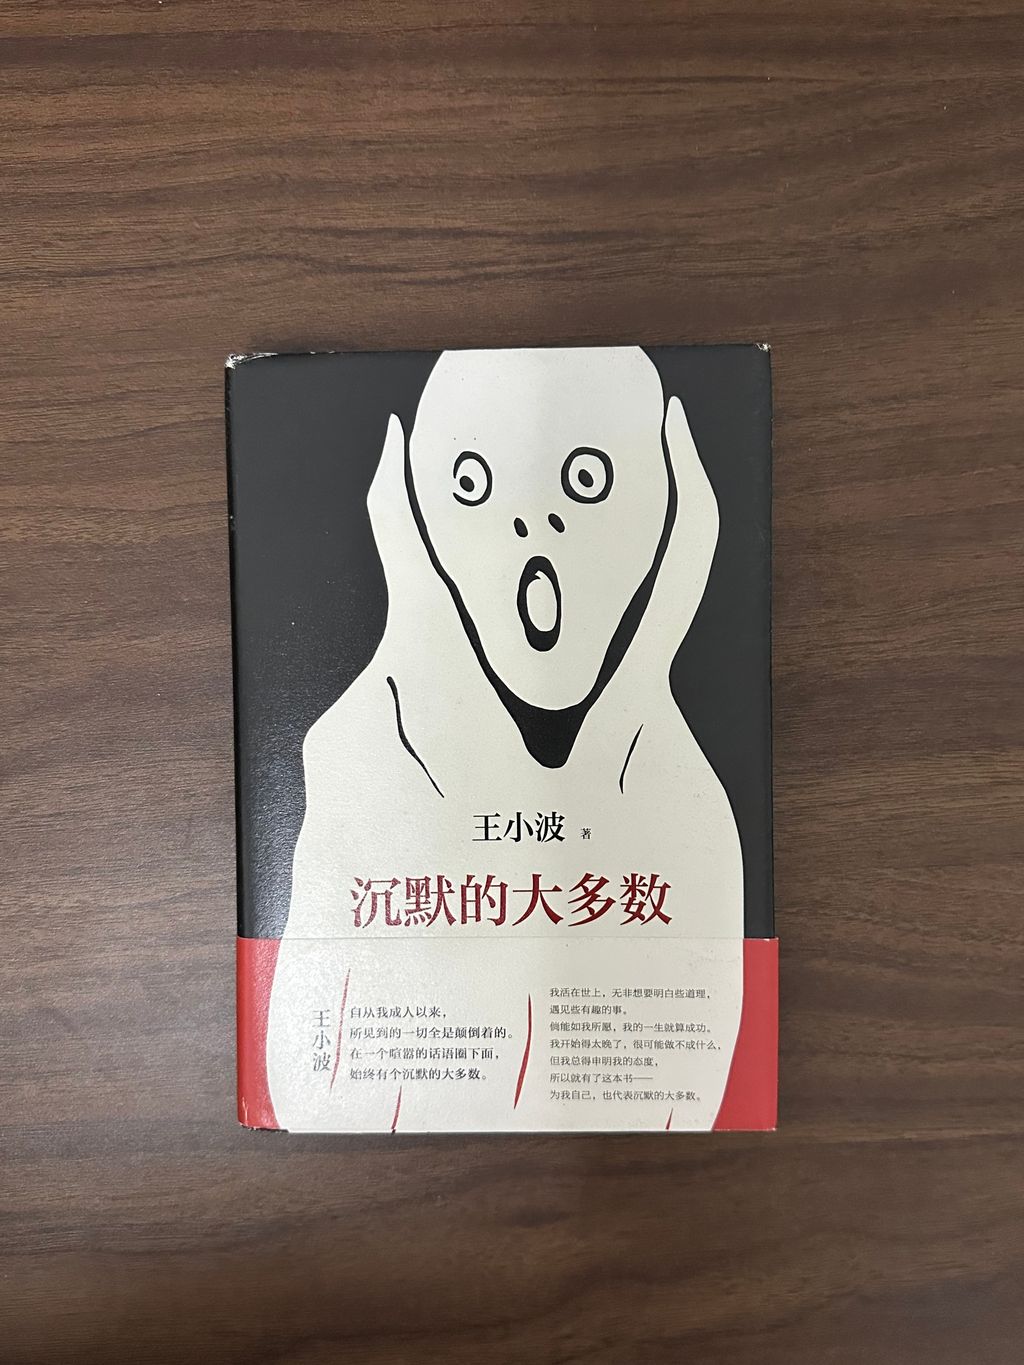 王小波 著
沉默的大多数
王小波
自从我成人以来，
所见到的一切全是颠倒着的。
在一个喧嚣的话语圈下面，
始终有个沉默的大多数。
我活在世上，无非想要明白些道理，
遇见些有趣的事。
倘能如我所愿，我的一生就算成功。
我开始得太晚了，很可能做不成什么，
但我总得申明我的态度，
所以就有了这本书——
为我自己，也代表沉默的大多数。